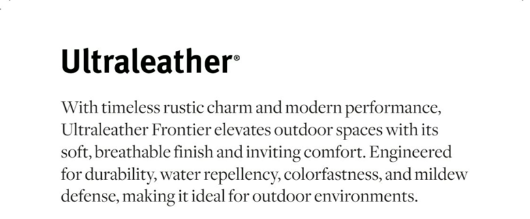 Ultraleather®
With timeless rustic charm and modern performance,
Ultraleather Frontier elevates outdoor spaces with its
soft, breathable finish and inviting comfort. Engineered
for durability, water repellency, colorfastness, and mildew
defense, making it ideal for outdoor environments.